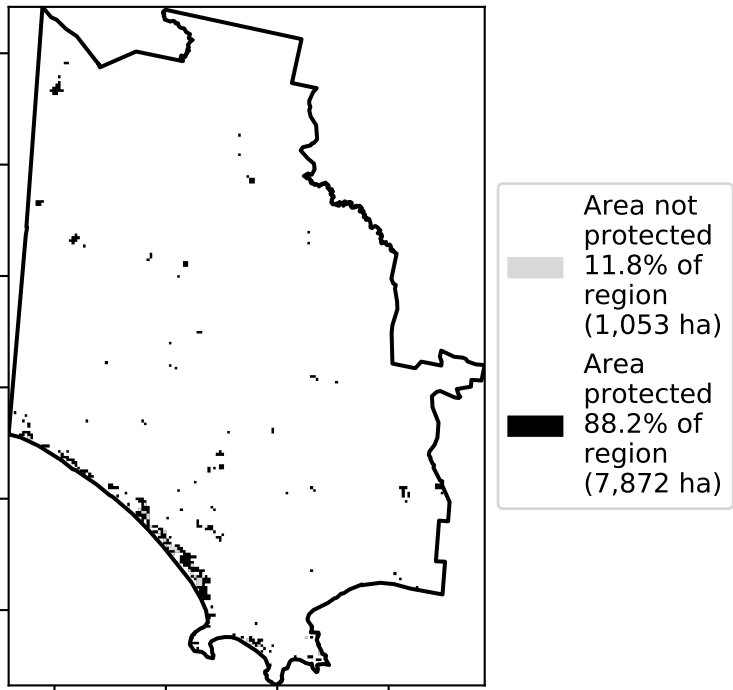 Area not
protected
11.8% of
region
(1,053 ha)
Area
protected
88.2% of
region
(7,872 ha)